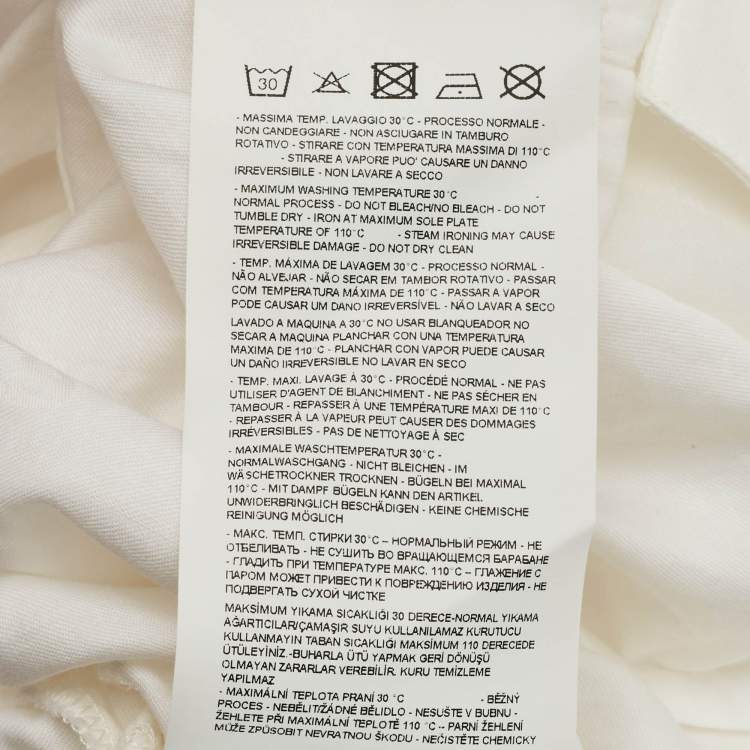 30
- MASSIMA TEMP. LAVAGGIO 30°C - PROCESSO NORMALE -
NON CANDEGGIARE - NON ASCIUGARE IN TAMBURO
ROTATIVO - STIRARE CON TEMPERATURA MASSIMA DI 110°C
- STIRARE A VAPORE PUO' CAUSARE UN DANNO
IRREVERSIBILE - NON LAVARE A SECCO
- MAXIMUM WASHING TEMPERATURE 30°C -
NORMAL PROCESS - DO NOT BLEACH/NO BLEACH - DO NOT
TUMBLE DRY - IRON AT MAXIMUM SOLE PLATE
TEMPERATURE OF 110°C - STEAM IRONING MAY CAUSE
IRREVERSIBLE DAMAGE - DO NOT DRY CLEAN
- TEMP. MÁXIMA DE LAVAGEM 30°C - PROCESSO NORMAL -
NÃO ALVEJAR - NÃO SECAR EM TAMBOR ROTATIVO - PASSAR
COM TEMPERATURA MÁXIMA DE 110°C - PASSAR A VAPOR
PODE CAUSAR UM DANO IRREVERSÍVEL - NÃO LAVAR A SECO
LAVADO A MAQUINA A 30°C NO USAR BLANQUEADOR NO
SECAR A MAQUINA PLANCHAR CON UNA TEMPERATURA
MAXIMA DE 110°C - PLANCHAR CON VAPOR PUEDE CAUSAR
UN DAÑO IRREVERSIBLE NO LAVAR EN SECO
- TEMP. MAXI. LAVAGE À 30°C - PROCÉDÉ NORMAL - NE PAS
UTILISER D'AGENT DE BLANCHIMENT - NE PAS SÉCHER EN
TAMBOUR - REPASSER À UNE TEMPÉRATURE MAXI DE 110°C
- REPASSER À LA VAPEUR PEUT CAUSER DES DOMMAGES
IRRÉVERSIBLES - PAS DE NETTOYAGE À SEC
- MAXIMALE WASCHTEMPERATUR 30°C -
NORMALWASCHGANG - NICHT BLEICHEN - IM
WÄSCHETROCKNER TROCKNEN - BÜGELN BEI MAXIMAL
110°C - MIT DAMPF BÜGELN KANN DEN ARTIKEL
UNWIDERBRINGLICH BESCHÄDIGEN - KEINE CHEMISCHE
REINIGUNG MÖGLICH
- МАКС. ТЕМП. СТИРКИ 30°С – НОРМАЛЬНЫЙ РЕЖИМ - НЕ
ОТБЕЛИВАТЬ - НЕ СУШИТЬ ВО ВРАЩАЮЩЕМСЯ БАРАБАНЕ
- ГЛАДИТЬ ПРИ ТЕМПЕРАТУРЕ МАКС. 110°С – ГЛАЖЕНИЕ С
ПАРОМ МОЖЕТ ПРИВЕСТИ К ПОВРЕЖДЕНИЮ ИЗДЕЛИЯ - НЕ
ПОДВЕРГАТЬ СУХОЙ ЧИСТКЕ
MAKSİMUM YIKAMA SICAKLIĞI 30 DERECE-NORMAL YIKAMA
AĞARTICILAR/ÇAMAŞIR SUYU KULLANILAMAZ KURUTUCU
KULLANMAYIN TABAN SICAKLIĞI MAKSIMUM 110 DERECEDE
ÜTÜLEYİNİZ.-BUHARLA ÜTÜ YAPMAK GERİ DÖNÜŞÜ
OLMAYAN ZARARLAR VEREBİLİR. KURU TEMİZLEME
YAPILMAZ
- MAXIMÁLNÍ TEPLOTA PRANÍ 30°C - BĚŽNÝ
PROCES - NEBĚLIT/ŽÁDNÉ BĚLIDLO - NESUŠTE V BUBNU -
ŽEHLETE PŘI MAXIMÁLNÍ TEPLOTĚ 110°C – PARNÍ ŽEHLENÍ
MŮŽE ZPŮSOBIT NEVRATNOU ŠKODU - NEČISTĚTE CHEMICKY